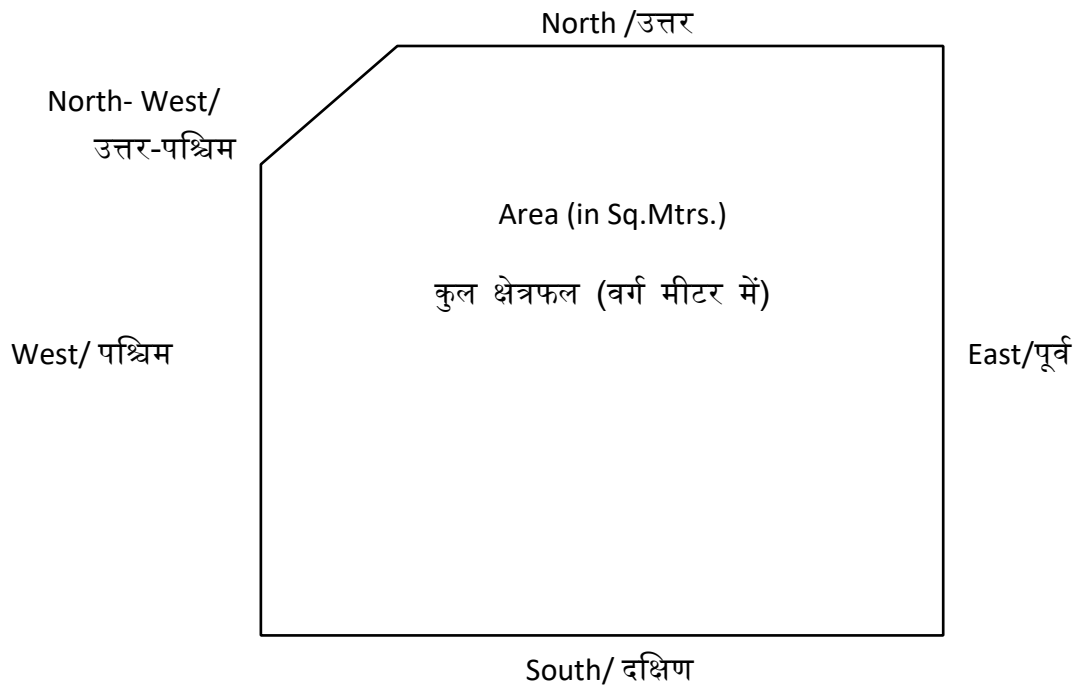 North /उत्तर
North- West/
उत्तर-पश्चिम
Area (in Sq.Mtrs.)
कुल क्षेत्रफल (वर्ग मीटर में)
West/ पश्चिम
East/पूर्व
South/ दक्षिण